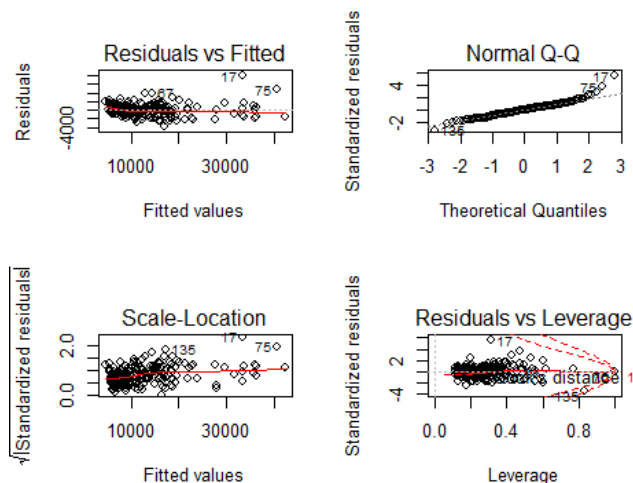 Residuals vs Fitted
Residuals
17
75
67
-4000
10000 30000
Fitted values
Normal Q-Q
Standardized residuals
17
75
135
-2 4
-3 -2 -1 0 1 2 3
Theoretical Quantiles
Scale-Location
√|Standardized residuals|
17
135
75
0.0 2.0
10000 30000
Fitted values
Residuals vs Leverage
Standardized residuals
17
distance 1
135
-4 2
0.0 0.4 0.8
Leverage